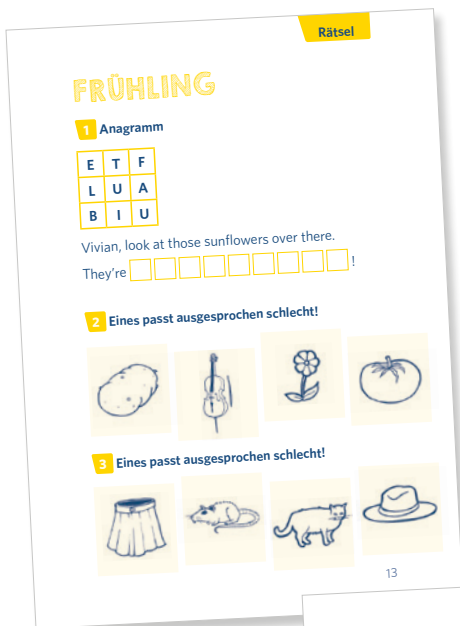 Rätsel
FRÜHLING
1 Anagramm
E T F
L U A
B I U
Vivian, look at those sunflowers over there.
They’re !
2 Eines passt ausgesprochen schlecht!
3 Eines passt ausgesprochen schlecht!
13